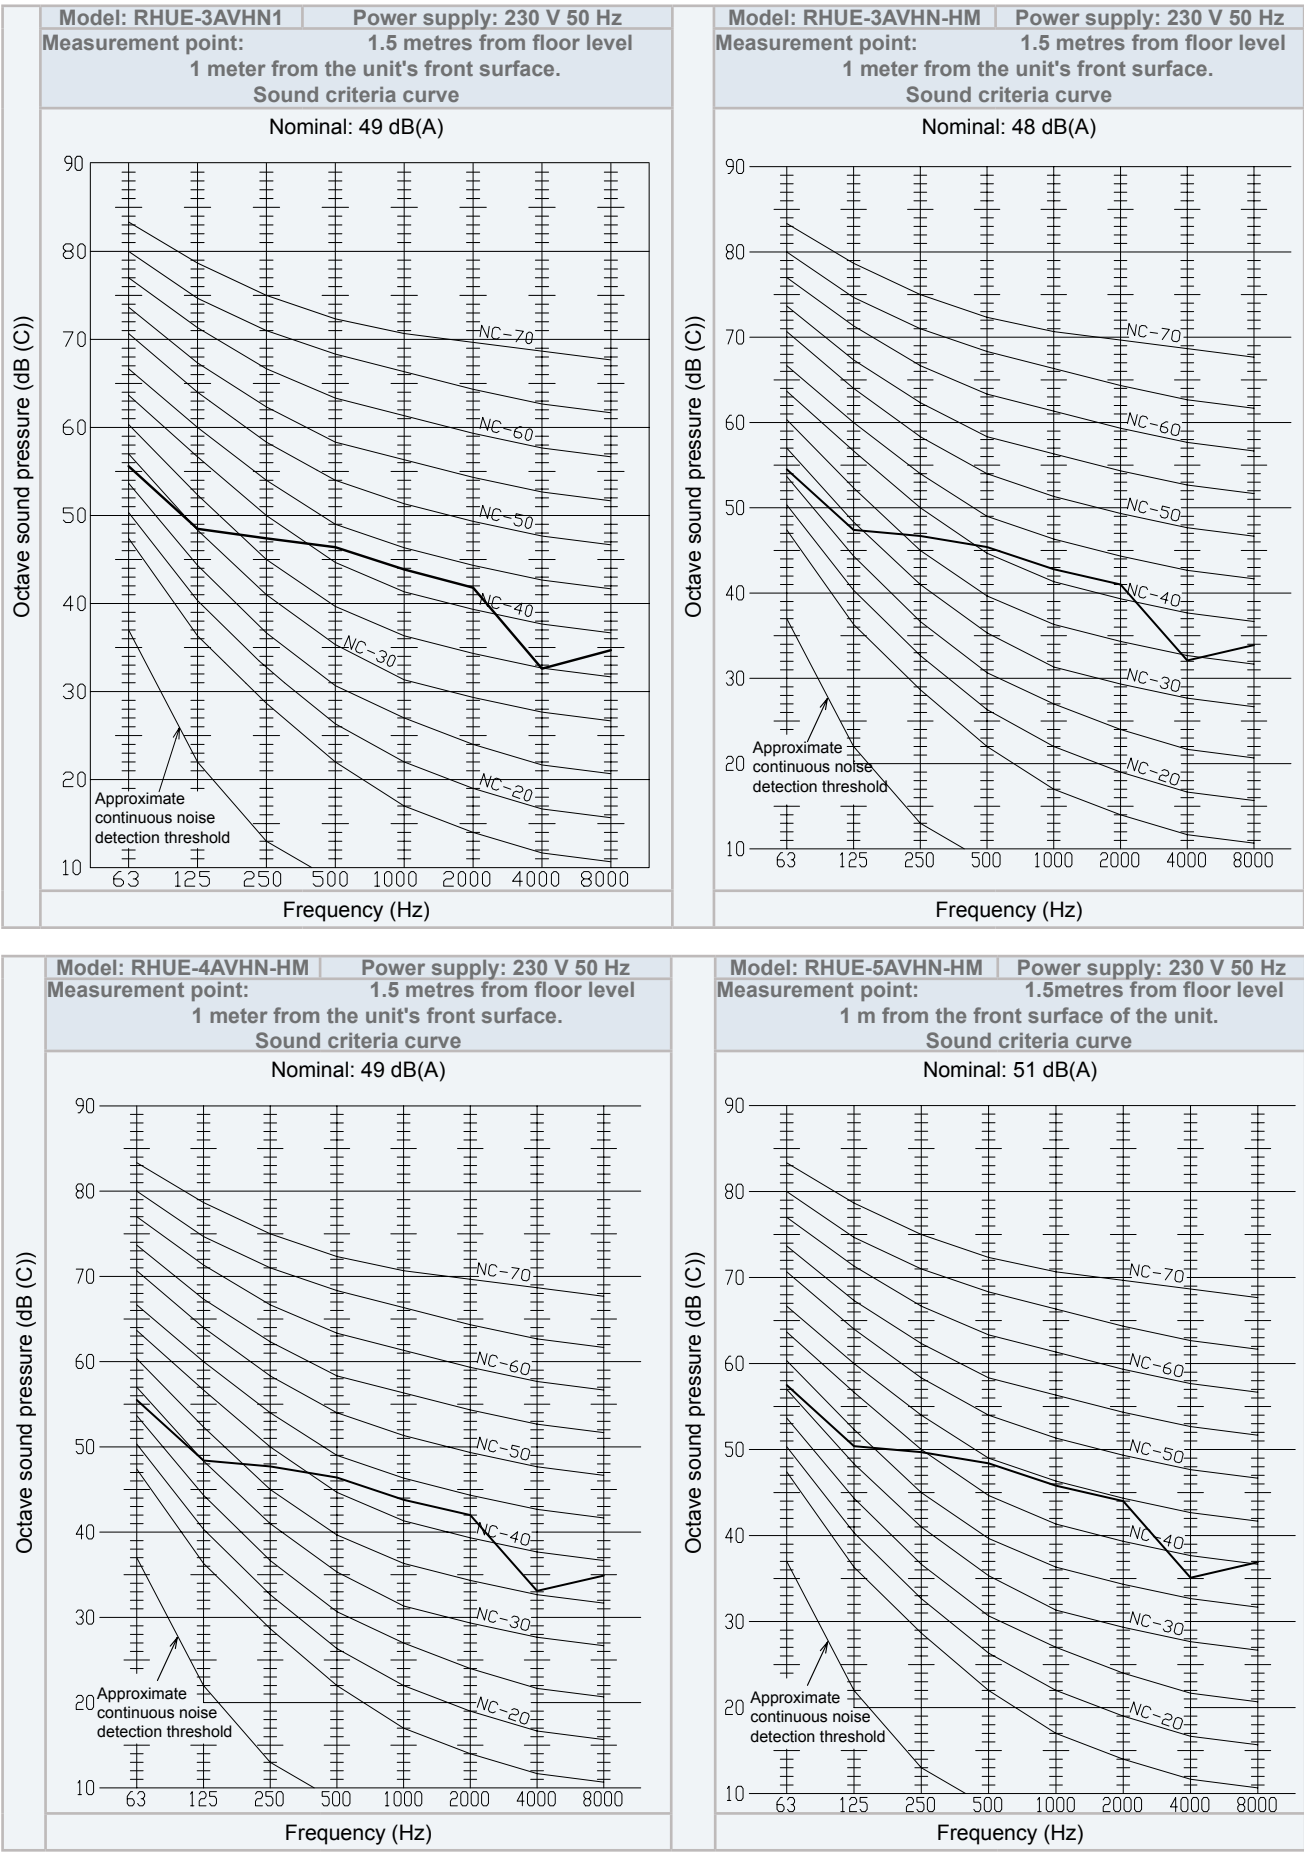 Model: RHUE-3AVHN1 Power supply: 230 V 50 Hz
Measurement point: 1.5 metres from floor level
1 meter from the unit's front surface.
Sound criteria curve
Nominal: 49 dB(A)
Octave sound pressure (dB (C))
90
80
70
60
50
40
30
20
10
NC-70
NC-60
NC-50
NC-40
NC-30
NC-20
Approximate
continuous noise
detection threshold
63 125 250 500 1000 2000 4000 8000
Frequency (Hz)
Model: RHUE-3AVHN-HM Power supply: 230 V 50 Hz
Measurement point: 1.5 metres from floor level
1 meter from the unit's front surface.
Sound criteria curve
Nominal: 48 dB(A)
Octave sound pressure (dB (C))
90
80
70
60
50
40
30
20
10
NC-70
NC-60
NC-50
NC-40
NC-30
NC-20
Approximate
continuous noise
detection threshold
63 125 250 500 1000 2000 4000 8000
Frequency (Hz)
Model: RHUE-4AVHN-HM Power supply: 230 V 50 Hz
Measurement point: 1.5 metres from floor level
1 meter from the unit's front surface.
Sound criteria curve
Nominal: 49 dB(A)
Octave sound pressure (dB (C))
90
80
70
60
50
40
30
20
10
NC-70
NC-60
NC-50
NC-40
NC-30
NC-20
Approximate
continuous noise
detection threshold
63 125 250 500 1000 2000 4000 8000
Frequency (Hz)
Model: RHUE-5AVHN-HM Power supply: 230 V 50 Hz
Measurement point: 1.5metres from floor level
1 m from the front surface of the unit.
Sound criteria curve
Nominal: 51 dB(A)
Octave sound pressure (dB (C))
90
80
70
60
50
40
30
20
10
NC-70
NC-60
NC-50
NC-40
NC-30
NC-20
Approximate
continuous noise
detection threshold
63 125 250 500 1000 2000 4000 8000
Frequency (Hz)